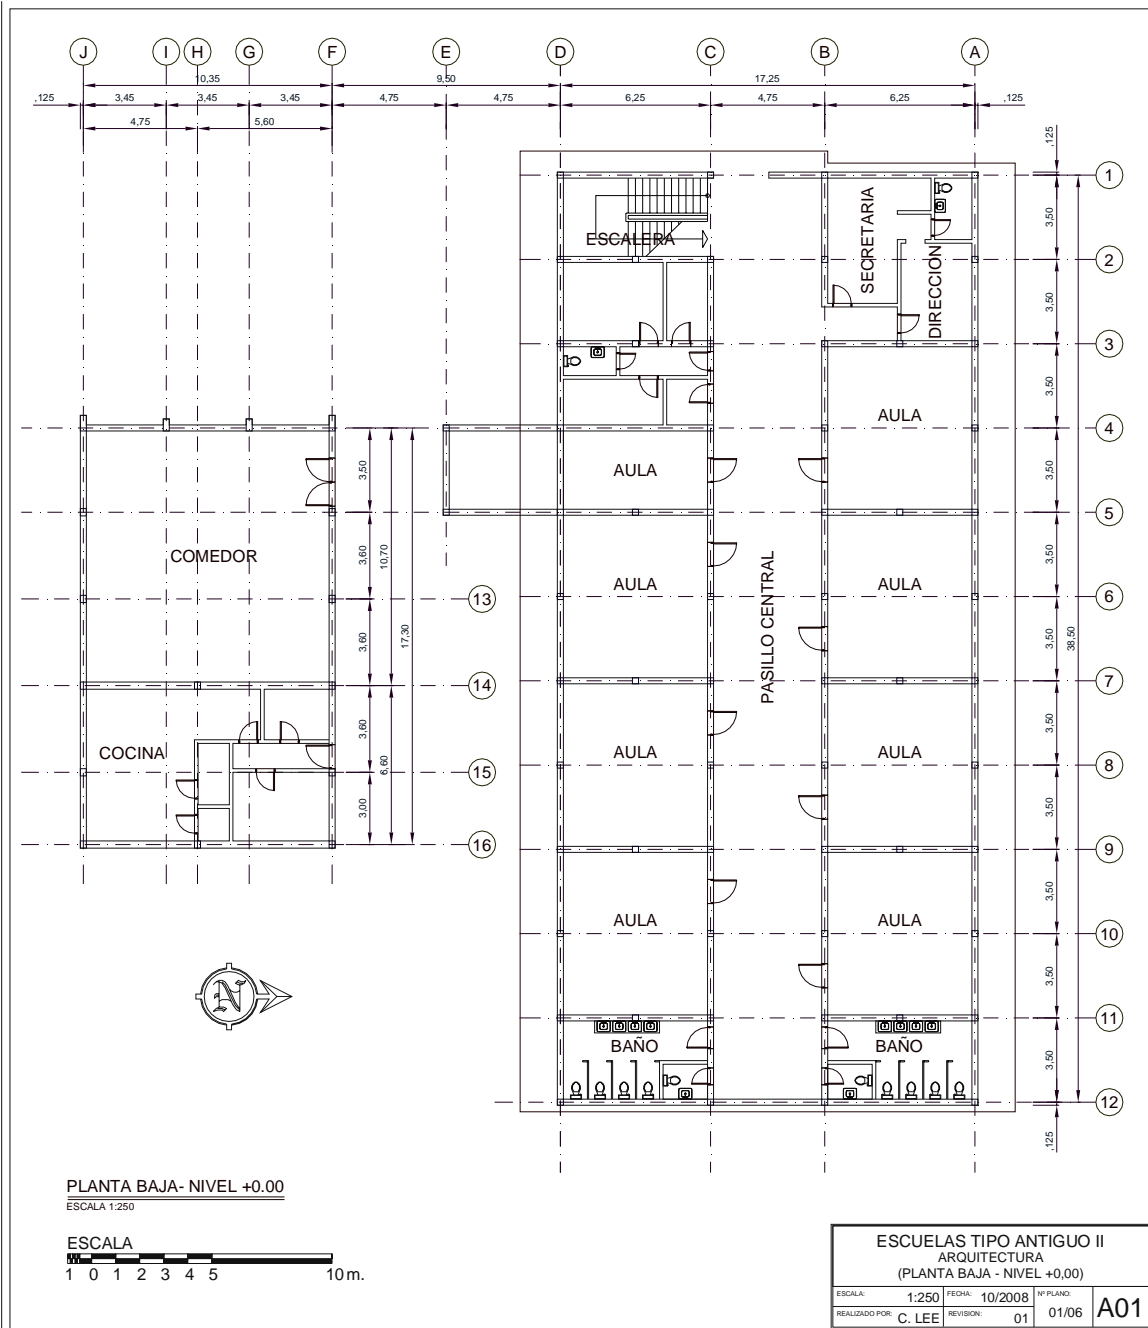 J I H G F E D C B A
10,35 9,50 17,25
,125 3,45 3,45 3,45 4,75 4,75 6,25 4,75 6,25 ,125
4,75 5,60
,125
1
3,50
ESCALERA
SECRETARIA
DIRECCION
2
3,50
3
3,50
AULA
4
3,50
3,50
AULA
5
COMEDOR
3,60
10,70
AULA
AULA
3,50
6
13
PASILLO CENTRAL
3,60
17,30
3,50
38,50
7
14
COCINA
3,60
6,60
AULA
AULA
3,50
8
15
3,00
3,50
16
9
3,50
AULA
AULA
10
N
3,50
11
BAÑO
BAÑO
3,50
12
,125
PLANTA BAJA- NIVEL +0.00
ESCALA 1:250
ESCALA
1 0 1 2 3 4 5 10 m.
ESCUELAS TIPO ANTIGUO II
ARQUITECTURA
(PLANTA BAJA - NIVEL +0,00)
ESCALA: 1:250 FECHA: 10/2008 Nº PLANO: 01/06 A01
REALIZADO POR: C. LEE REVISION: 01